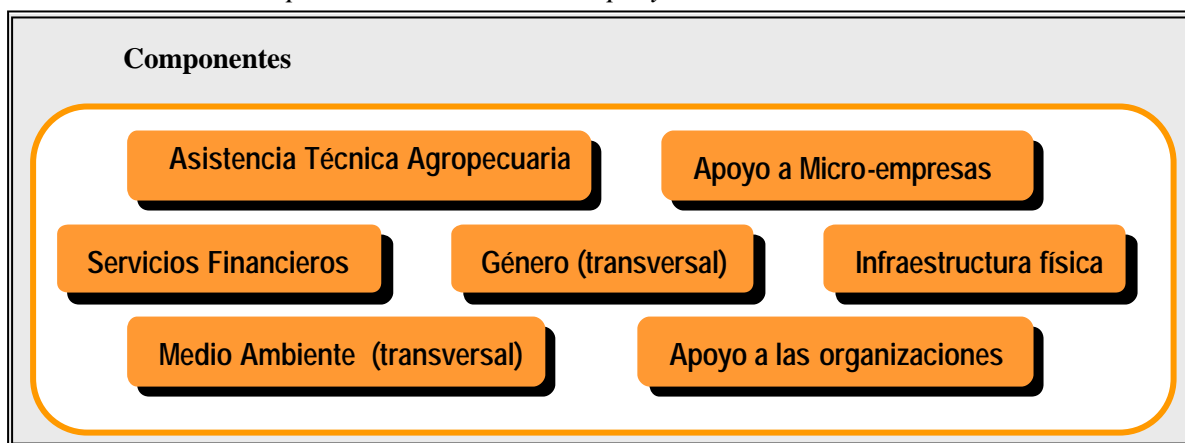 Componentes
Asistencia Técnica Agropecuaria
Apoyo a Micro-empresas
Servicios Financieros
Género (transversal)
Infraestructura física
Medio Ambiente (transversal)
Apoyo a las organizaciones